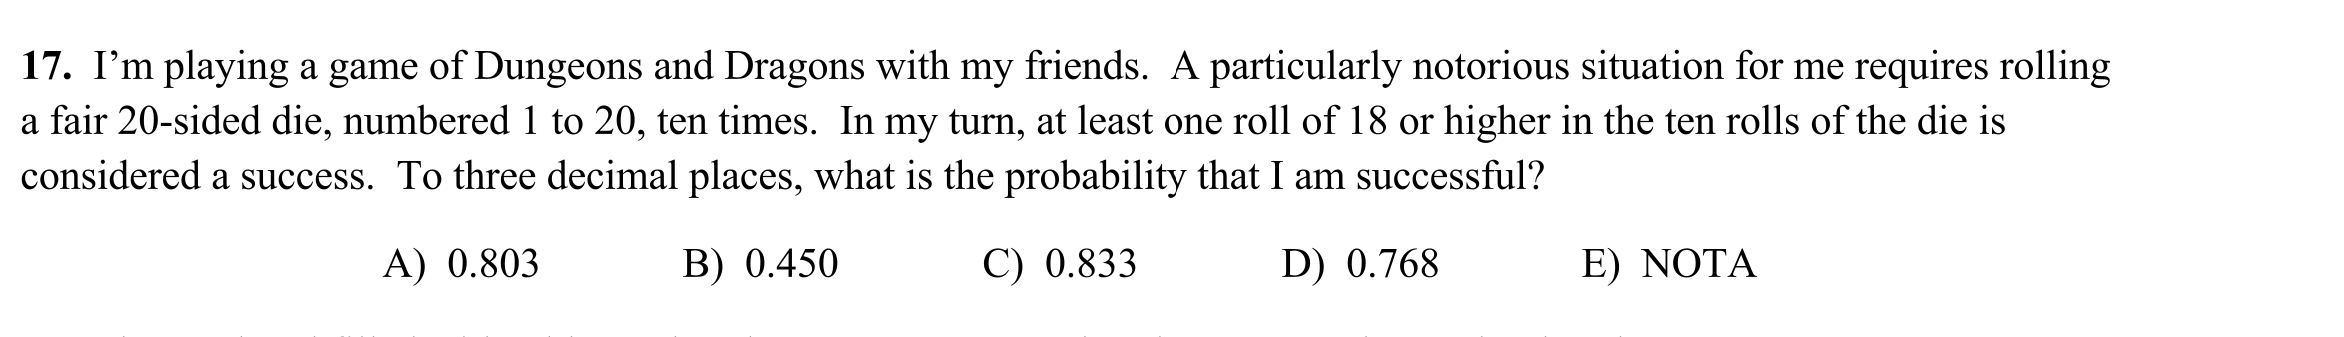 17. I’m playing a game of Dungeons and Dragons with my friends. A particularly notorious situation for me requires rolling
a fair 20-sided die, numbered 1 to 20, ten times. In my turn, at least one roll of 18 or higher in the ten rolls of the die is
considered a success. To three decimal places, what is the probability that I am successful?
A) 0.803 B) 0.450 C) 0.833 D) 0.768 E) NOTA